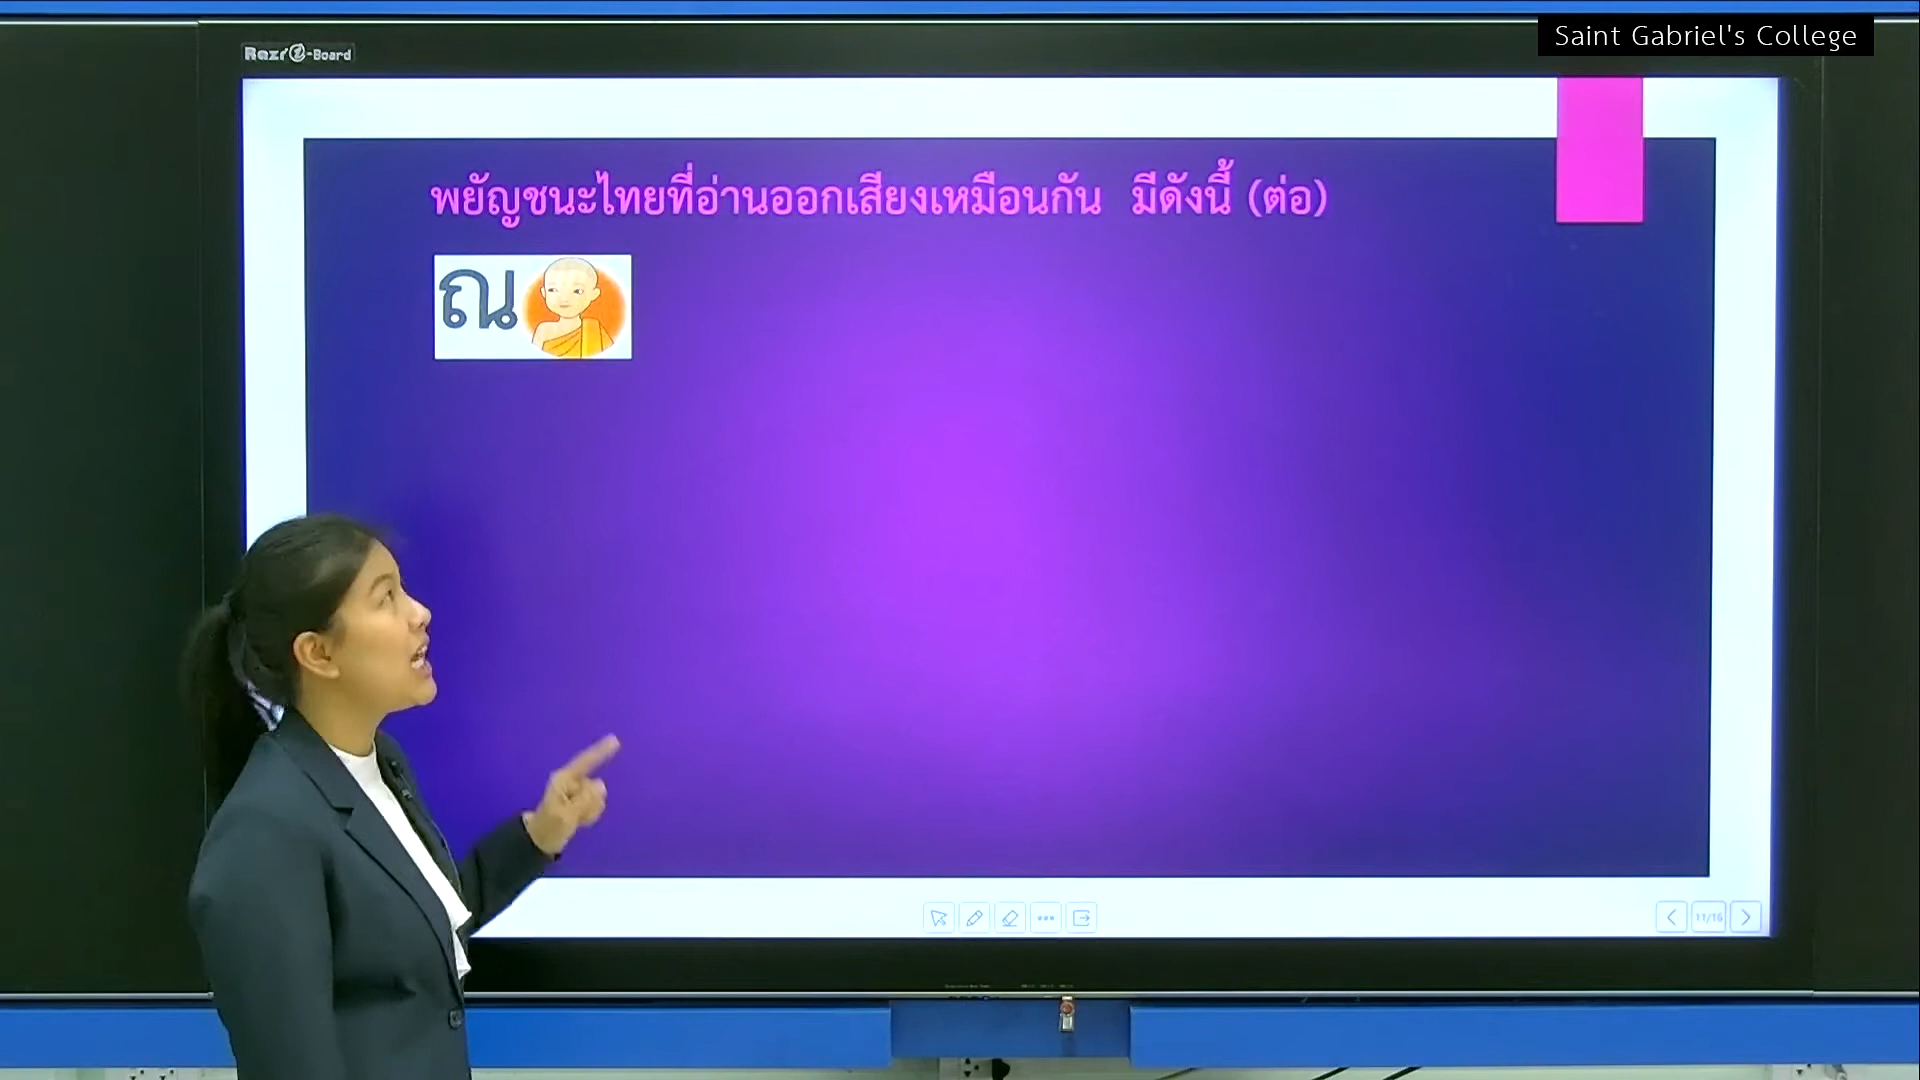 Saint Gabriel's College
Razr e-Board
พยัญชนะไทยที่อ่านออกเสียงเหมือนกัน มีดังนี้ (ต่อ)
ณ
11/16